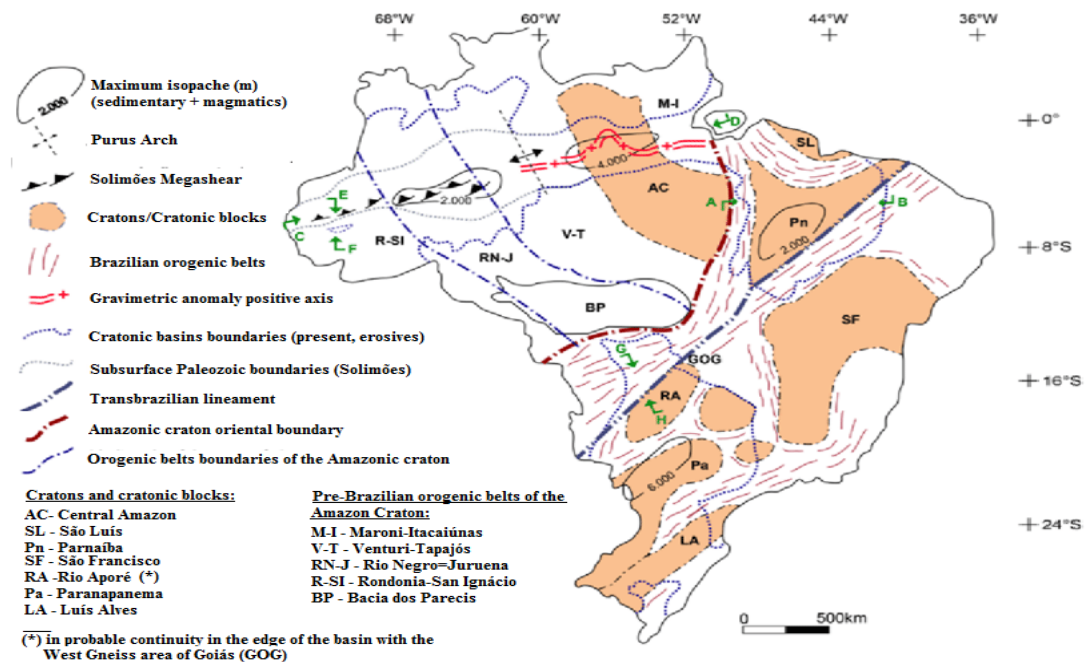 68°W 60°W 52°W 44°W 36°W
0°
8°S
16°S
24°S
Maximum isopache (m)
(sedimentary + magmatics)
2.000
Purus Arch
Solimões Megashear
Cratons/Cratonic blocks
Brazilian orogenic belts
Gravimetric anomaly positive axis
Cratonic basins boundaries (present, erosives)
Subsurface Paleozoic boundaries (Solimões)
Transbrazilian lineament
Amazonic craton oriental boundary
Orogenic belts boundaries of the Amazonic craton
Cratons and cratonic blocks:
AC- Central Amazon
SL - São Luís
Pn - Parnaíba
SF - São Francisco
RA -Rio Aporé (*)
Pa - Paranapanema
LA - Luís Alves
(*) in probable continuity in the edge of the basin with the
West Gneiss area of Goiás (GOG)
Pre-Brazilian orogenic belts of the
Amazon Craton:
M-I - Maroni-Itacaiúnas
V-T - Venturi-Tapajós
RN-J - Rio Negro=Juruena
R-SI - Rondonia-San Ignácio
BP - Bacia dos Parecis
M-I
D
SL
4.000
AC
2.000
E
C
F
R-SI
V-T
RN-J
A
B
Pn
2.000
BP
SF
G
GOG
RA
H
Pa
6.000
LA
0 500km